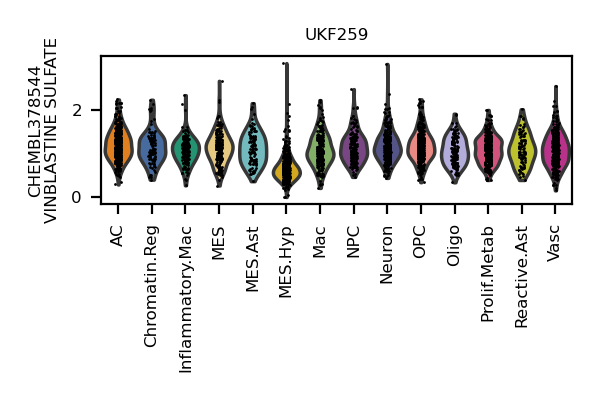 UKF259
CHEMBL378544
VINBLASTINE SULFATE
2
0
AC
Chromatin.Reg
Inflammatory.Mac
MES
MES.Ast
MES.Hyp
Mac
NPC
Neuron
OPC
Oligo
Prolif.Metab
Reactive.Ast
Vasc